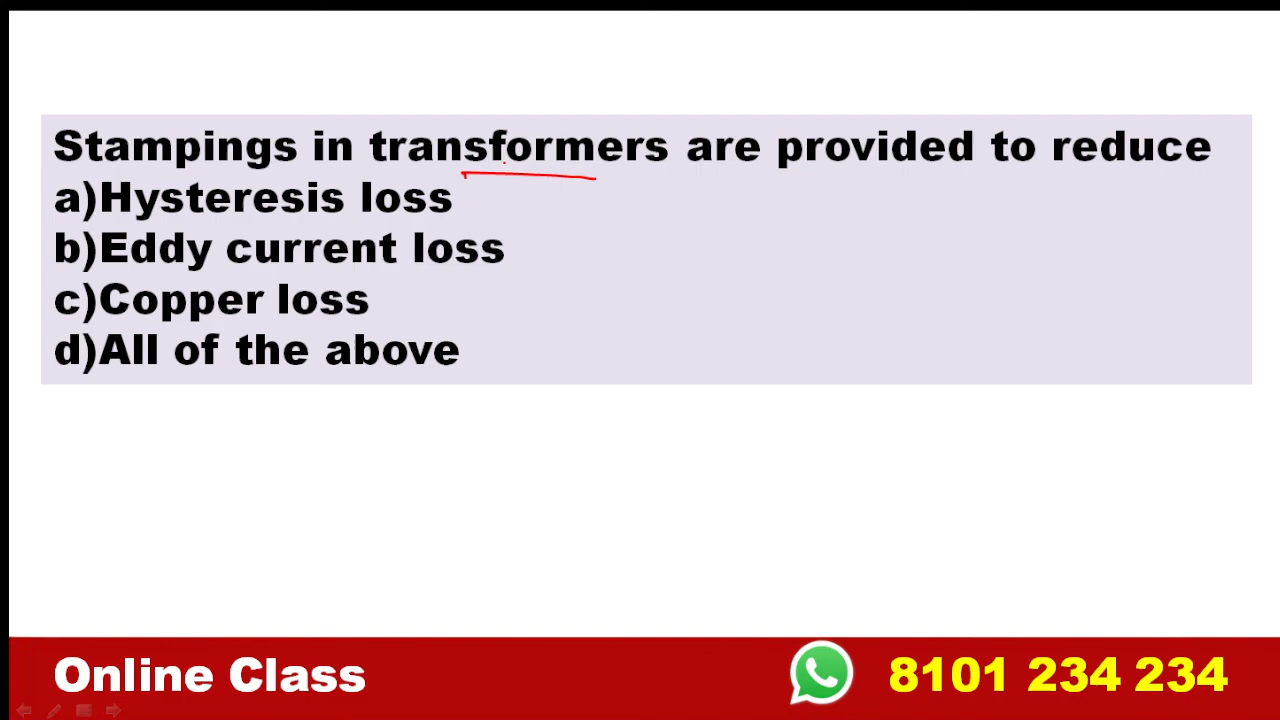 Stampings in transformers are provided to reduce
a)Hysteresis loss
b)Eddy current loss
c)Copper loss
d)All of the above
Online Class
8101 234 234